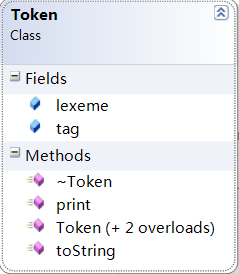 Token
Class
Fields
lexeme
tag
Methods
~Token
print
Token (+ 2 overloads)
toString